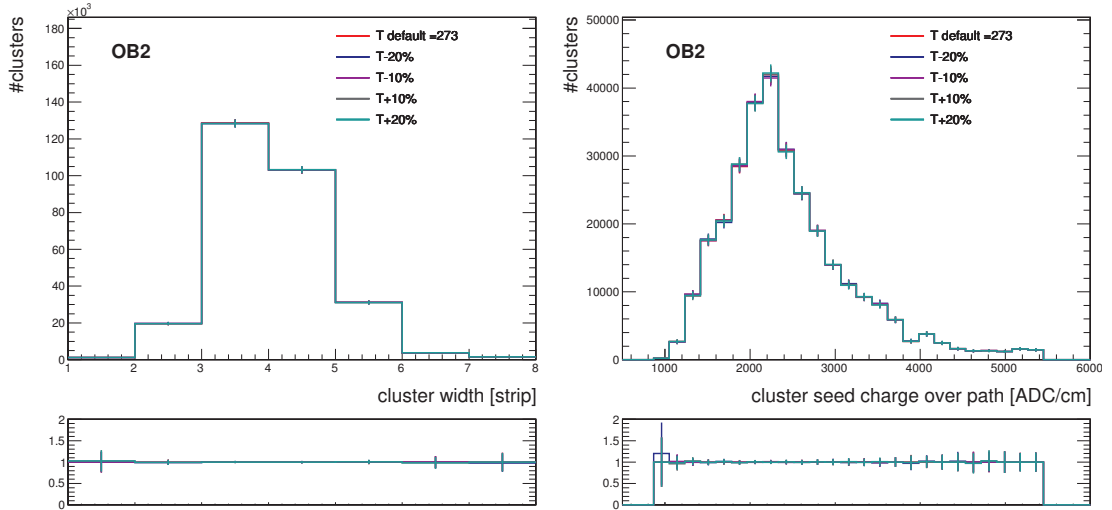 ×10³
#clusters
180
160
140
120
100
80
60
40
20
0
OB2
T default =273
T-20%
T-10%
T+10%
T+20%
1 2 3 4 5 6 7 8
cluster width [strip]
2
1.5
1
0.5
0
#clusters
50000
40000
30000
20000
10000
0
OB2
T default =273
T-20%
T-10%
T+10%
T+20%
1000 2000 3000 4000 5000 6000
cluster seed charge over path [ADC/cm]
2
1.5
1
0.5
0